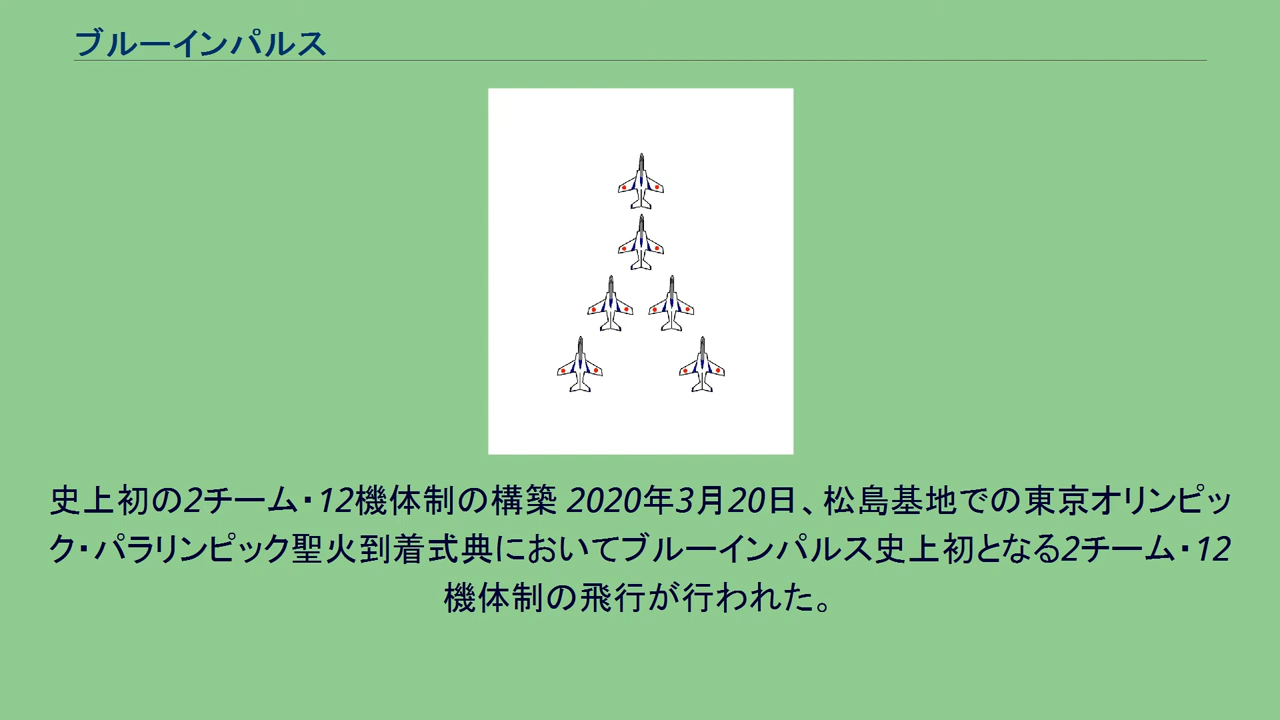 ブルーインパルス
史上初の2チーム・12機体制の構築 2020年3月20日、松島基地での東京オリンピッ
ク・パラリンピック聖火到着式典においてブルーインパルス史上初となる2チーム・12
機体制の飛行が行われた。